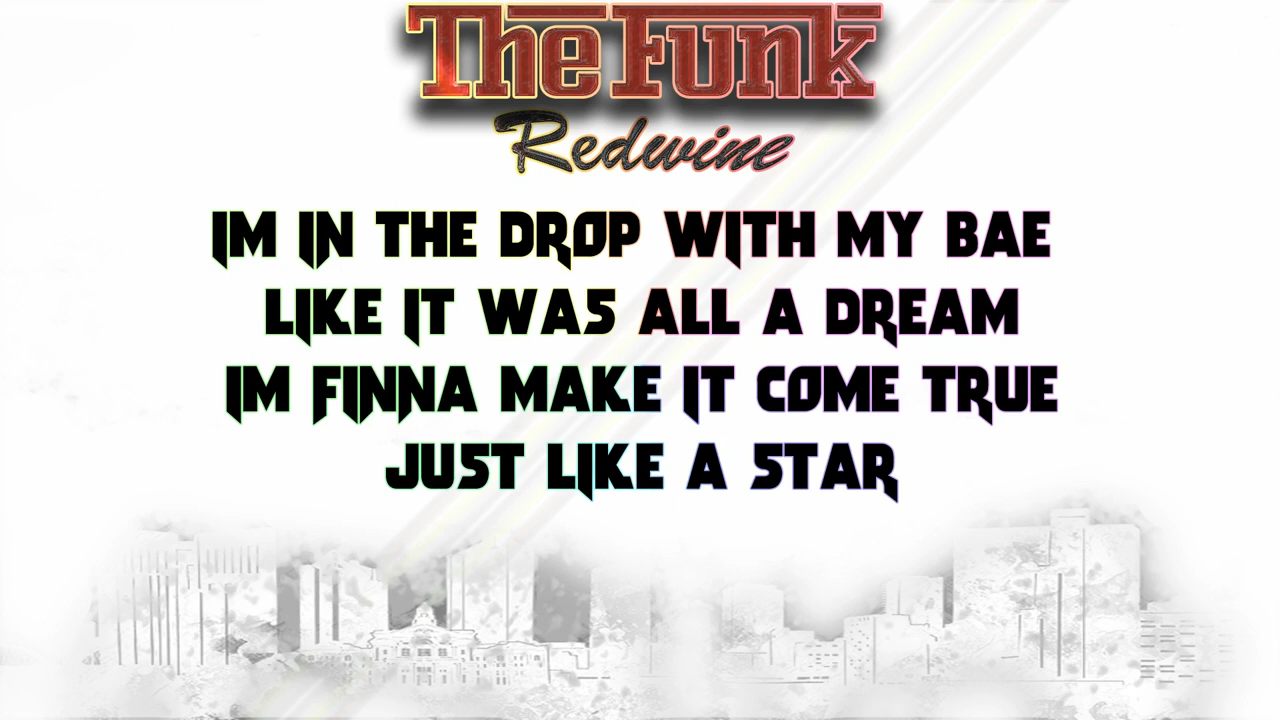 The Funk
Redwine
IM IN THE DROP WITH MY BAE
LIKE IT WAS ALL A DREAM
IM FINNA MAKE IT COME TRUE
JUST LIKE A STAR